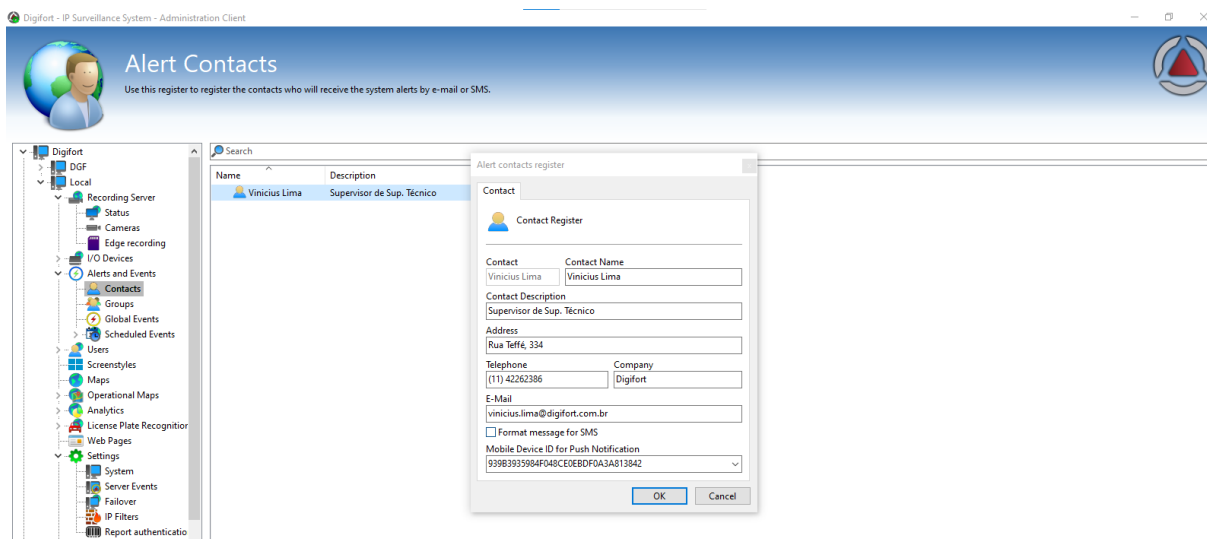 Digifort - IP Surveillance System - Administration Client
Alert Contacts
Use this register to register the contacts who will receive the system alerts by e-mail or SMS.
Digifort
DGF
Local
Recording Server
Status
Cameras
Edge recording
I/O Devices
Alerts and Events
Contacts
Groups
Global Events
Scheduled Events
Users
Screenstyles
Maps
Operational Maps
Analytics
License Plate Recognition
Web Pages
Settings
System
Server Events
Failover
IP Filters
Report authenticatio
Search
Name Description
Vinicius Lima Supervisor de Sup. Técnico
Alert contacts register
Contact
Contact Register
Contact Contact Name
Vinicius Lima Vinicius Lima
Contact Description
Supervisor de Sup. Técnico
Address
Rua Teffé, 334
Telephone Company
(11) 42262386 Digifort
E-Mail
vinicius.lima@digifort.com.br
Format message for SMS
Mobile Device ID for Push Notification
939B3935984F048CE0EBDF0A3A813842
OK Cancel